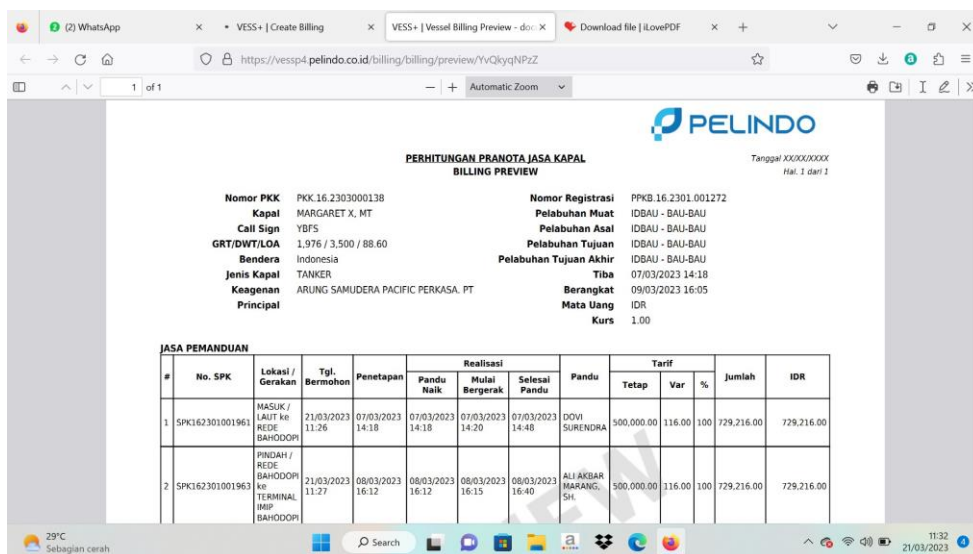 (2) WhatsApp
VESS+ | Create Billing
VESS+ | Vessel Billing Preview - doc
Download file | iLovePDF
https://vessp4.pelindo.co.id/billing/billing/preview/YvQkyqNPzZ
1 of 1
Automatic Zoom
PELINDO
PERHITUNGAN PRANOTA JASA KAPAL
BILLING PREVIEW
Tanggal XX/XX/XXXX
Hal. 1 dari 1
Nomor PKK PKK.16.2303000138
Kapal MARGARET X, MT
Call Sign YBFS
GRT/DWT/LOA 1,976 / 3,500 / 88.60
Bendera Indonesia
Jenis Kapal TANKER
Keagenan ARUNG SAMUDERA PACIFIC PERKASA. PT
Principal
Nomor Registrasi PPKB.16.2301.001272
Pelabuhan Muat IDBAU - BAU-BAU
Pelabuhan Asal IDBAU - BAU-BAU
Pelabuhan Tujuan IDBAU - BAU-BAU
Pelabuhan Tujuan Akhir IDBAU - BAU-BAU
Tiba 07/03/2023 14:18
Berangkat 09/03/2023 16:05
Mata Uang IDR
Kurs 1.00
JASA PEMANDUAN
# No. SPK Lokasi / Gerakan Tgl. Bermohon Penetapan Realisasi Pandu Naik Mulai Bergerak Selesai Pandu Pandu Tarif Tetap Var % Jumlah IDR
1 SPK162301001961 MASUK / LAUT ke REDE BAHODOPI 21/03/2023 11:26 07/03/2023 14:18 07/03/2023 14:18 07/03/2023 14:20 07/03/2023 14:48 DOVI SURENDRA 500,000.00 116.00 100 729,216.00 729,216.00
2 SPK162301001963 PINDAH / REDE BAHODOPI ke TERMINAL IMIP BAHODOPI 21/03/2023 11:27 08/03/2023 16:12 08/03/2023 16:12 08/03/2023 16:15 08/03/2023 16:40 ALI AKBAR MARANG, SH. 500,000.00 116.00 100 729,216.00 729,216.00
29°C
Sebagian cerah
Search
11:32
21/03/2023